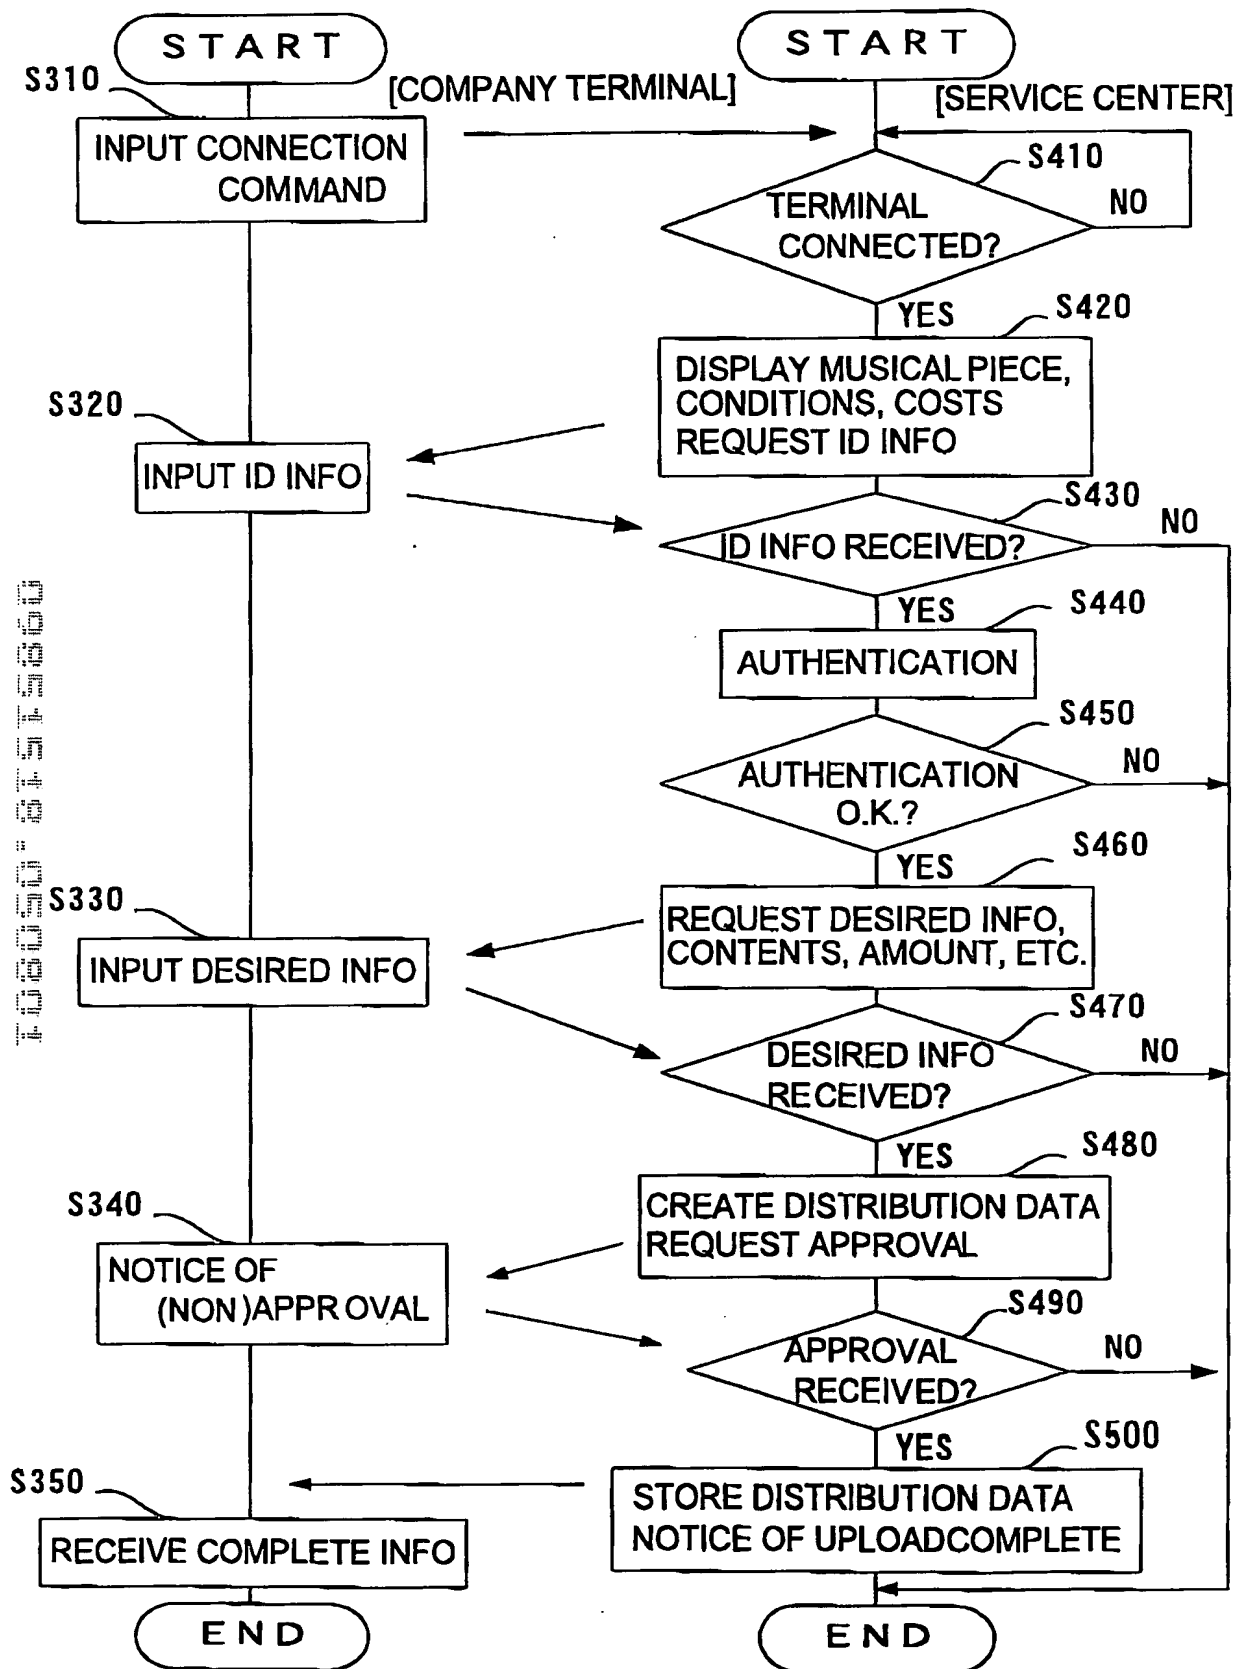 START
START
S310
[COMPANY TERMINAL]
[SERVICE CENTER]
INPUT CONNECTION
COMMAND
S410
TERMINAL
CONNECTED?
NO
YES
S420
DISPLAY MUSICAL PIECE,
CONDITIONS, COSTS
REQUEST ID INFO
S320
INPUT ID INFO
S430
ID INFO RECEIVED?
NO
YES
S440
AUTHENTICATION
S450
AUTHENTICATION
O.K.?
NO
YES
S460
REQUEST DESIRED INFO,
CONTENTS, AMOUNT, ETC.
S330
INPUT DESIRED INFO
S470
DESIRED INFO
RECEIVED?
NO
YES
S480
CREATE DISTRIBUTION DATA
REQUEST APPROVAL
S340
NOTICE OF
(NON)APPROVAL
S490
APPROVAL
RECEIVED?
NO
YES
S500
STORE DISTRIBUTION DATA
NOTICE OF UPLOADCOMPLETE
S350
RECEIVE COMPLETE INFO
END
END